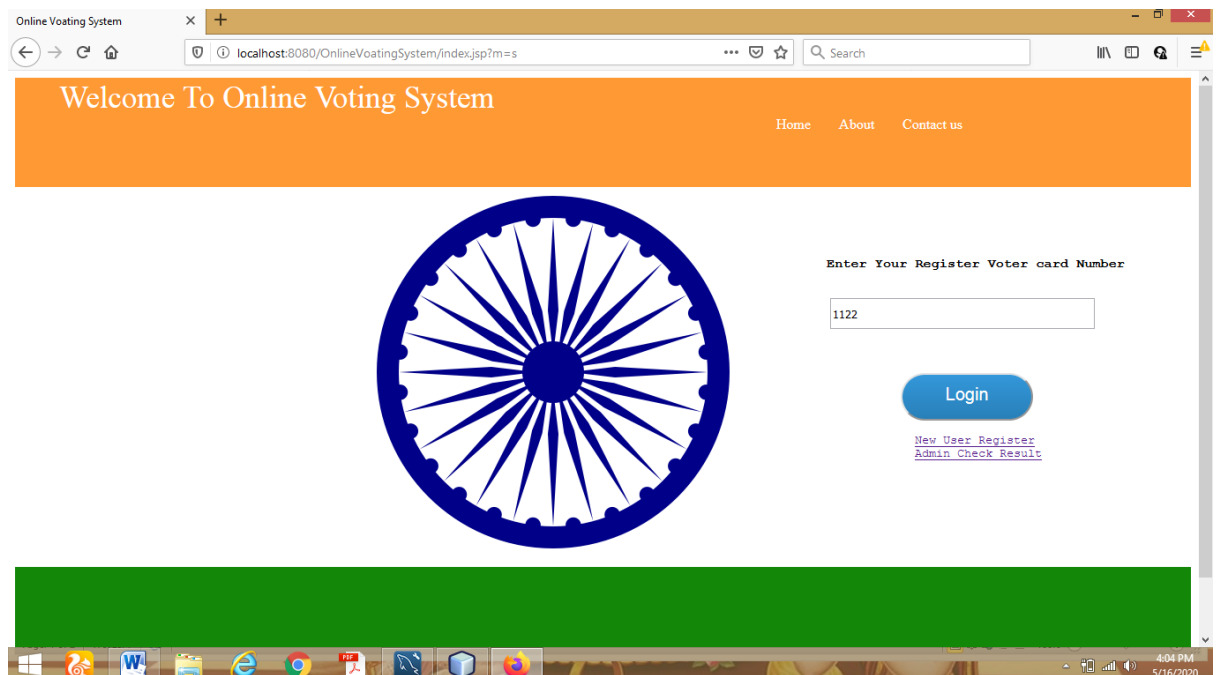 Online Voating System
localhost:8080/OnlineVoatingSystem/index.jsp?m=s
Search
Welcome To Online Voting System
Home About Contact us
Enter Your Register Voter card Number
1122
Login
New User Register
Admin Check Result
PDF
W
4:04 PM
5/16/2020